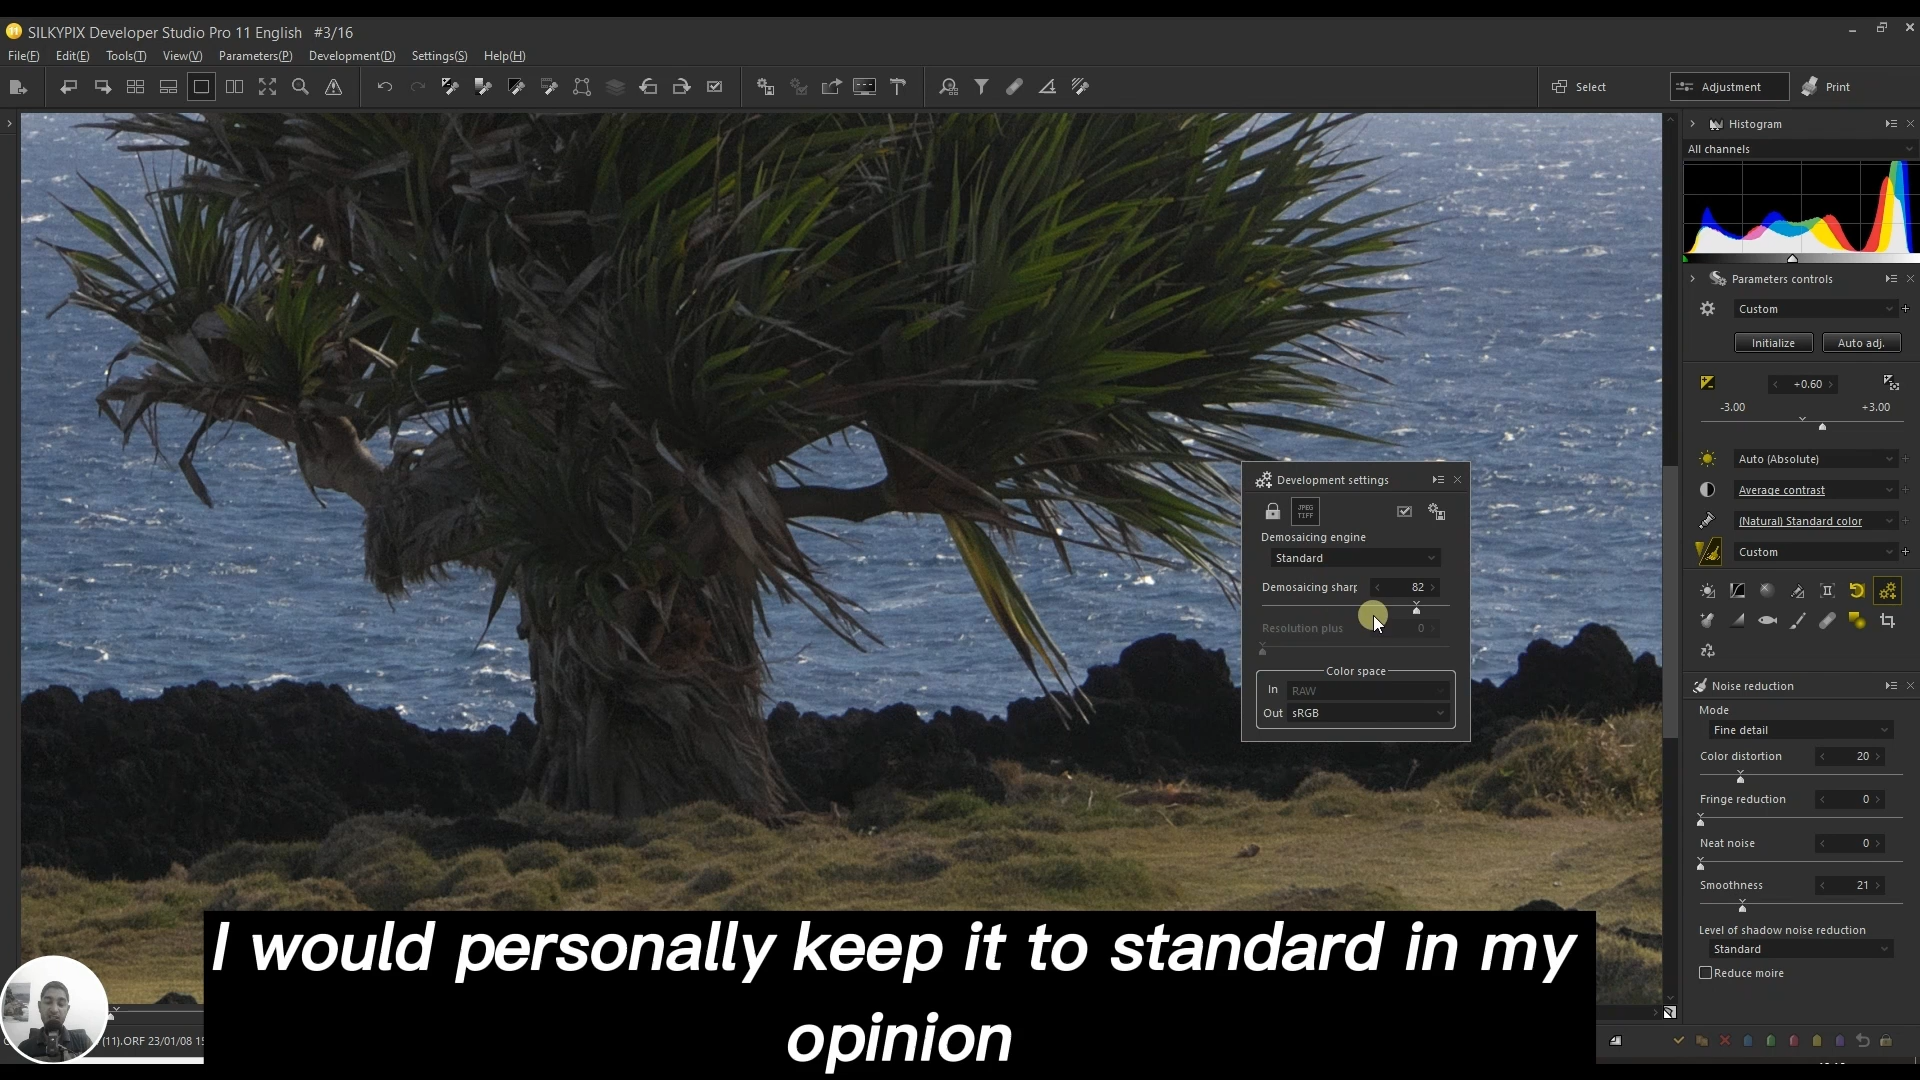 SILKYPIX Developer Studio Pro 11 English #3/16
File(F) Edit(E) Tools(T) View(V) Parameters(P) Development(D) Settings(S) Help(H)
Select Adjustment Print
Histogram
All channels
Parameters controls
Custom
Initialize Auto adj.
+0.60
-3.00 +3.00
Auto (Absolute)
Average contrast
(Natural) Standard color
Custom
Development settings
JPEG
TIFF
Demosaicing engine
Standard
Demosaicing sharp 82
Resolution plus 0
Color space
In RAW
Out sRGB
Noise reduction
Mode
Fine detail
Color distortion 20
Fringe reduction 0
Neat noise 0
Smoothness 21
Level of shadow noise reduction
Standard
Reduce moire
I would personally keep it to standard in my
opinion
(11).ORF 23/01/08